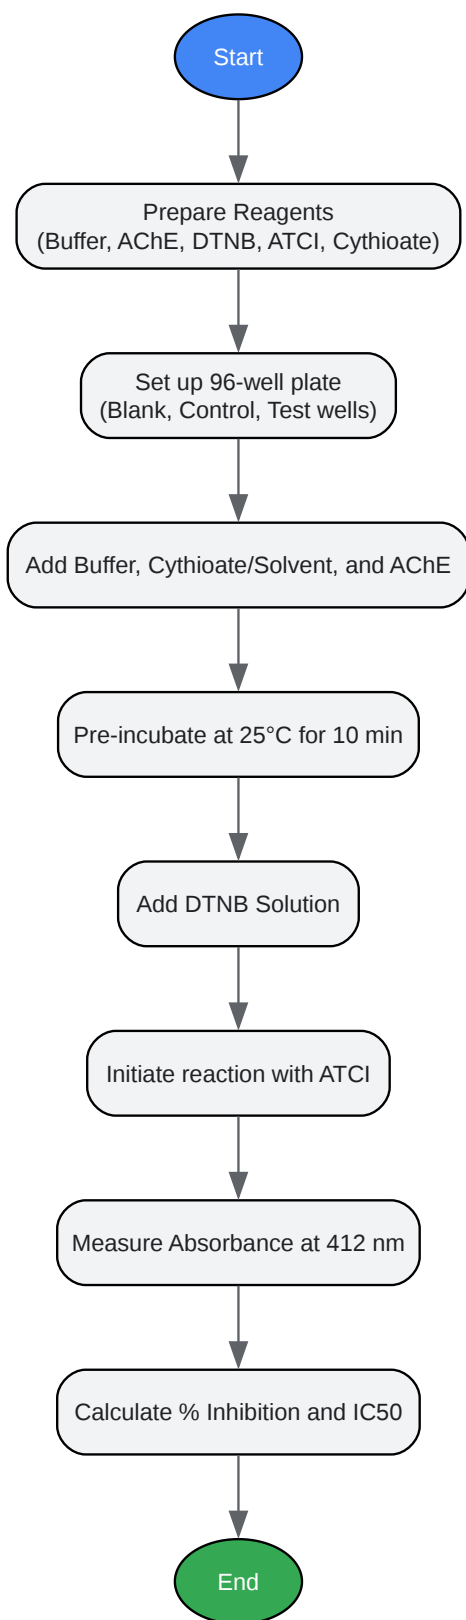 Start
Prepare Reagents
(Buffer, AChE, DTNB, ATCI, Cythioate)
Set up 96-well plate
(Blank, Control, Test wells)
Add Buffer, Cythioate/Solvent, and AChE
Pre-incubate at 25°C for 10 min
Add DTNB Solution
Initiate reaction with ATCI
Measure Absorbance at 412 nm
Calculate % Inhibition and IC50
End